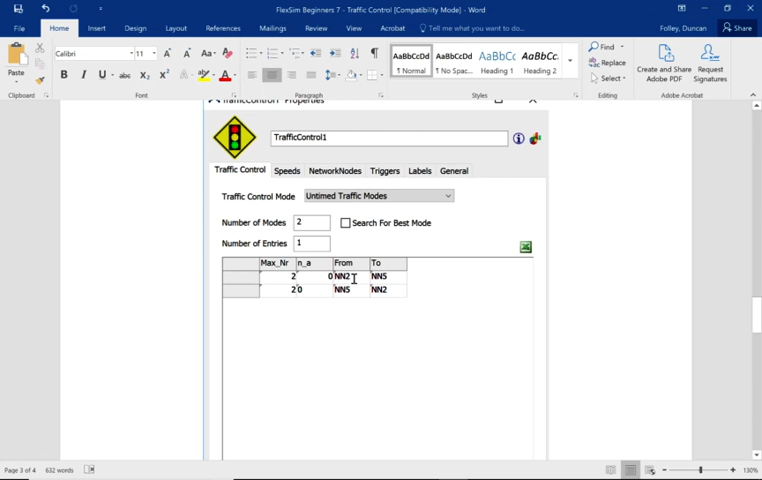 FlexSim Beginners 7 - Traffic Control [Compatibility Mode] - Word
Folley, Duncan
Share
File Home Insert Design Layout References Mailings Review View Acrobat Tell me what you want to do...
Paste
Calibri 11
AaBbCcDd AaBbCcDd AaBbCc AaBbCc.
¶ Normal ¶ No Spac... Heading 1 Heading 2
Find
Replace
Select
Create and Share Adobe PDF
Request Signatures
Clipboard Font Paragraph Styles Editing Adobe Acrobat
TrafficControl1 Properties
TrafficControl1
Traffic Control Speeds NetworkNodes Triggers Labels General
Traffic Control Mode Untimed Traffic Modes
Number of Modes 2 Search For Best Mode
Number of Entries 1
Max_Nr n_a From To
2 0 NN2 NN5
2 0 NN5 NN2
Page 3 of 4 632 words 130%